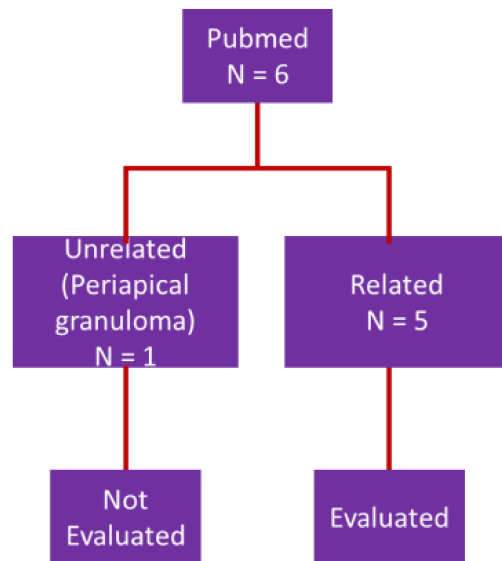 Pubmed
N = 6
Unrelated
(Periapical
granuloma)
N = 1
Related
N = 5
Not
Evaluated
Evaluated